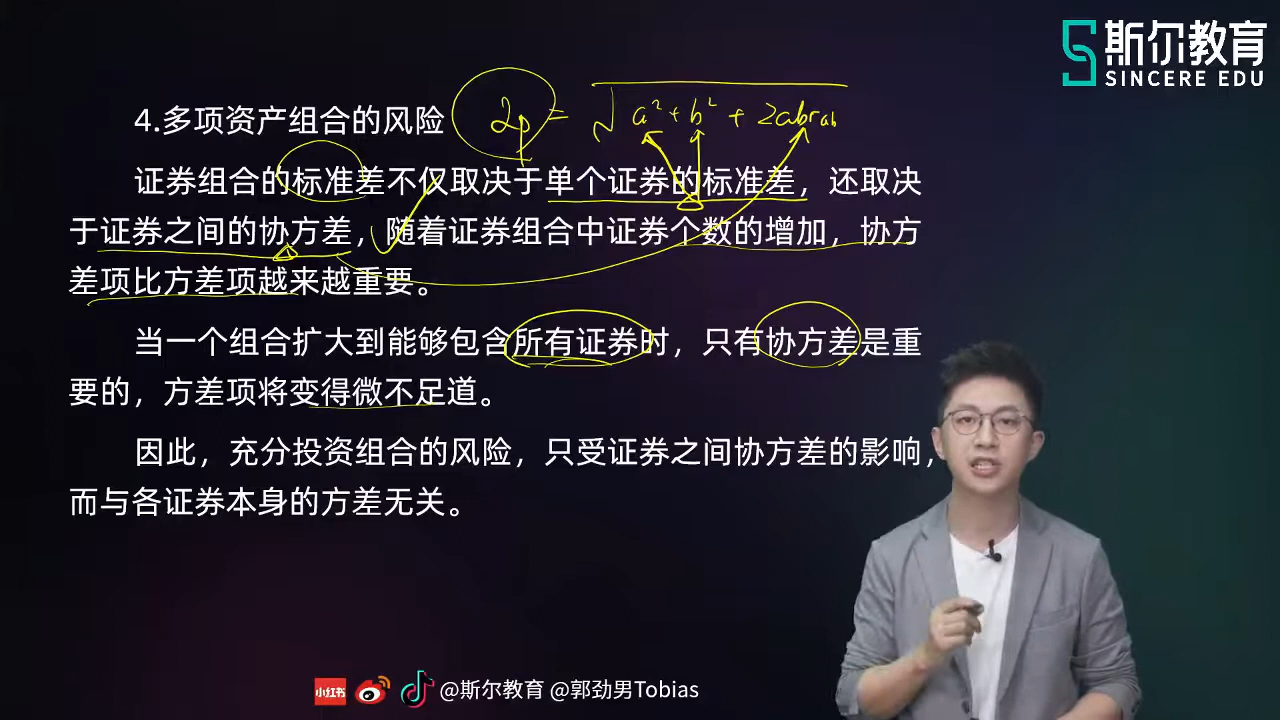 斯尔教育
SINCERE EDU
4.多项资产组合的风险
σp = √a²+b²+2abrab
证券组合的标准差不仅取决于单个证券的标准差，还取决
于证券之间的协方差，随着证券组合中证券个数的增加，协方
差项比方差项越来越重要。
当一个组合扩大到能够包含所有证券时，只有协方差是重
要的，方差项将变得微不足道。
因此，充分投资组合的风险，只受证券之间协方差的影响，
而与各证券本身的方差无关。
小红书
@斯尔教育 @郭劲男Tobias